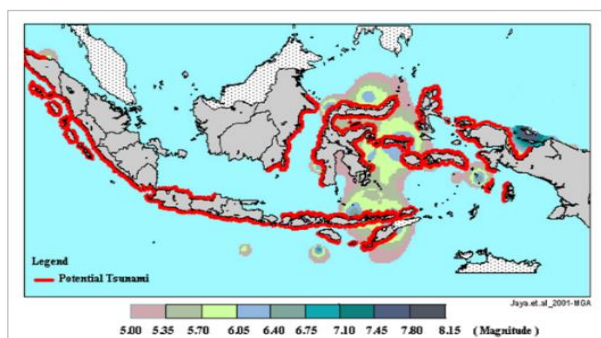 Legend
Potential Tsunami
Jaya.et.al_2001-MGA
5.00 5.35 5.70 6.05 6.40 6.75 7.10 7.45 7.80 8.15 ( Magnitude )